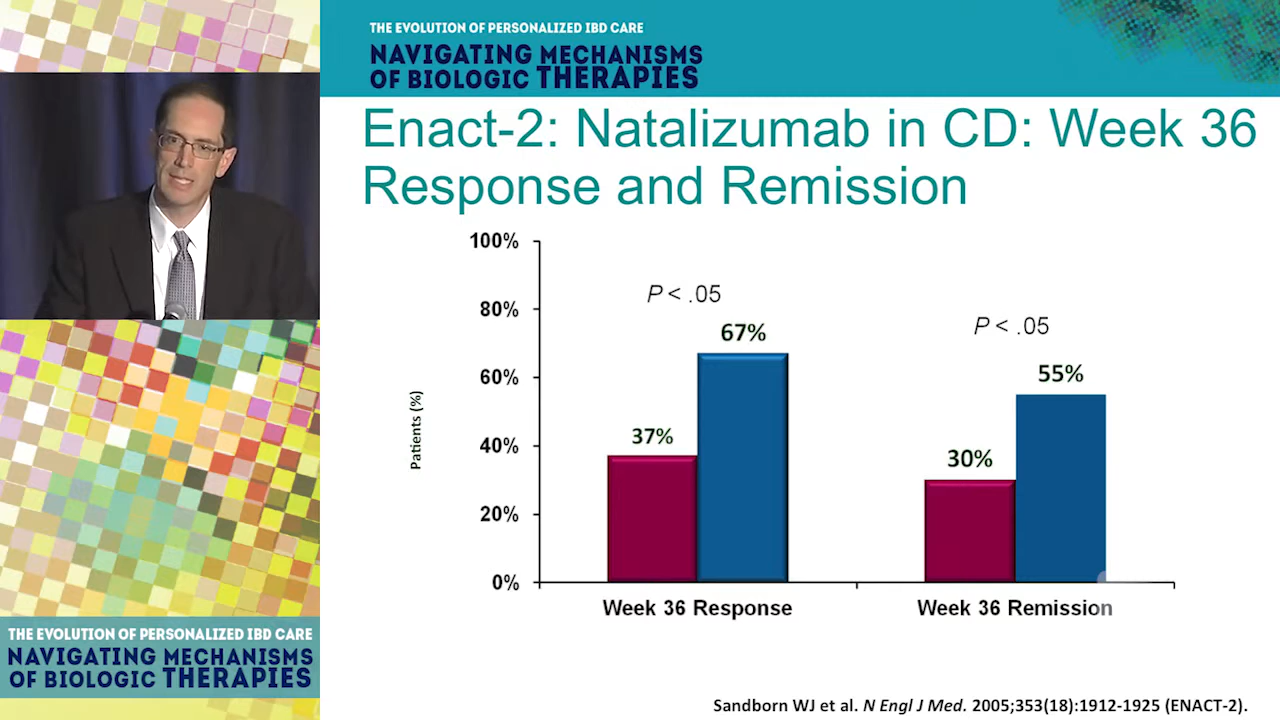 THE EVOLUTION OF PERSONALIZED IBD CARE
NAVIGATING MECHANISMS
OF BIOLOGIC THERAPIES
Enact-2: Natalizumab in CD: Week 36
Response and Remission
Patients (%)
100%
80%
60%
40%
20%
0%
P < .05
37%
67%
Week 36 Response
P < .05
30%
55%
Week 36 Remission
Sandborn WJ et al. N Engl J Med. 2005;353(18):1912-1925 (ENACT-2).
THE EVOLUTION OF PERSONALIZED IBD CARE
NAVIGATING MECHANISMS
OF BIOLOGIC THERAPIES